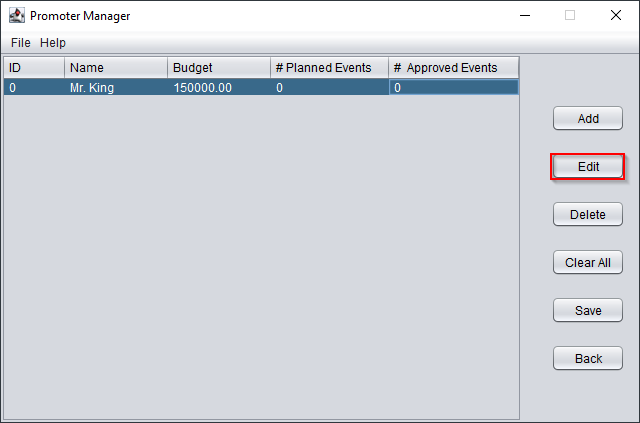 Promoter Manager
File Help
ID Name Budget # Planned Events # Approved Events
0 Mr. King 150000.00 0 0
Add
Edit
Delete
Clear All
Save
Back